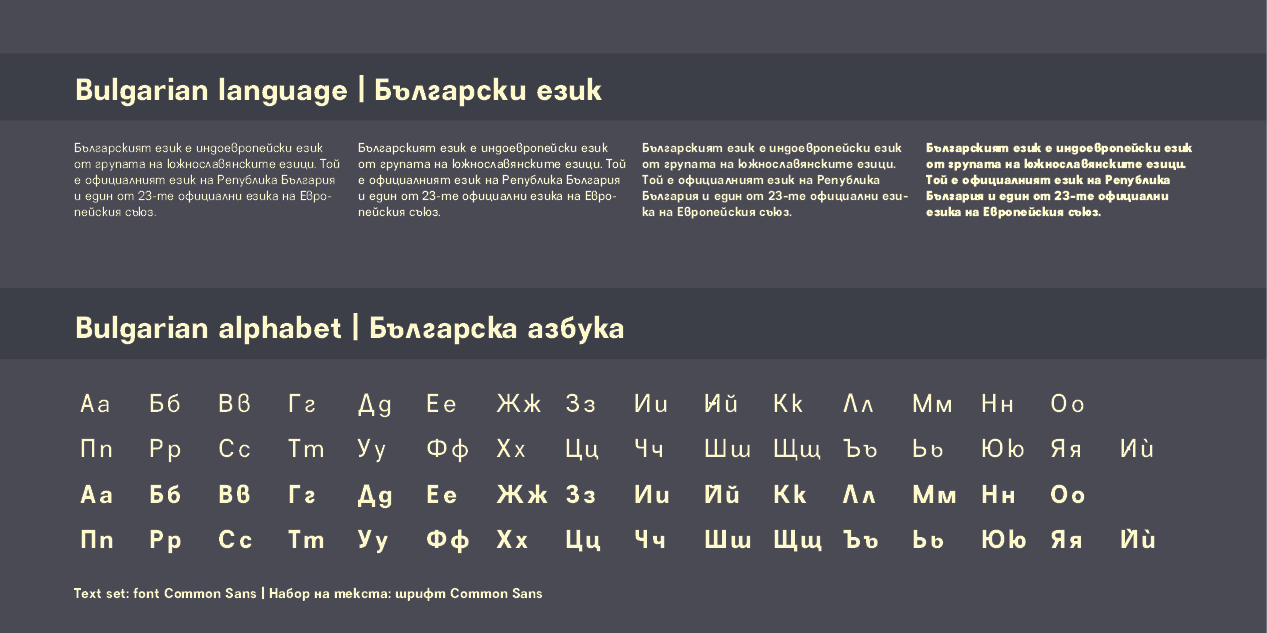 Bulgarian language | Български език
Българският език е индоевропейски език
от групата на южнославянските езици. Той
е официалният език на Република България
и един от 23-те официални езика на Евро-
пейския съюз.
Българският език е индоевропейски език
от групата на южнославянските езици. Той
е официалният език на Република България
и един от 23-те официални езика на Евро-
пейския съюз.
Българският език е индоевропейски език
от групата на южнославянските езици.
Той е официалният език на Република
България и един от 23-те официални ези-
ка на Европейския съюз.
Българският език е индоевропейски език
от групата на южнославянските езици.
Той е официалният език на Република
България и един от 23-те официални
езика на Европейския съюз.
Bulgarian alphabet | Българска азбука
Аа Бб Вв Гг Дд Ее Жж Зз Ии Йй Кк Лл Мм Нн Оо
Пп Рр Сс Тт Уу Фф Хх Цц Чч Шш Щщ Ъъ Ьь Юю Яя Ѝѝ
Аа Бб Вв Гг Дд Ее Жж Зз Ии Йй Кк Лл Мм Нн Оо
Пп Рр Сс Тт Уу Фф Хх Цц Чч Шш Щщ Ъъ Ьь Юю Яя Ѝѝ
Text set: font Common Sans | Набор на текста: шрифт Common Sans